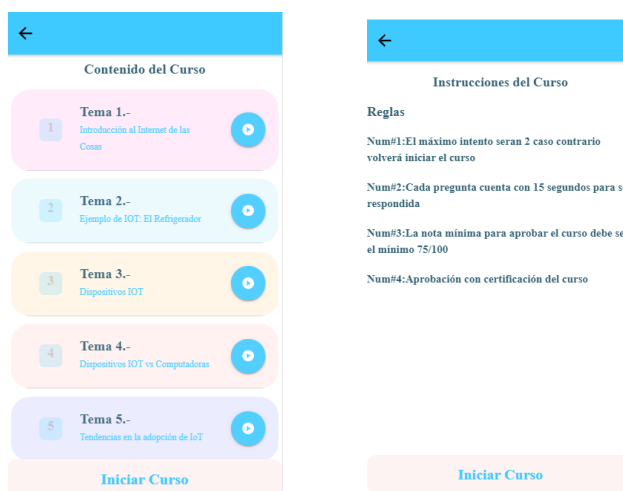 Contenido del Curso
1
Tema 1.-
Introducción al Internet de las
Cosas
2
Tema 2.-
Ejemplo de IOT: El Refrigerador
3
Tema 3.-
Dispositivos IOT
4
Tema 4.-
Dispositivos IOT vs Computadoras
5
Tema 5.-
Tendencias en la adopción de IoT
Iniciar Curso
Instrucciones del Curso
Reglas
Num#1:El máximo intento seran 2 caso contrario
volverá iniciar el curso
Num#2:Cada pregunta cuenta con 15 segundos para s
respondida
Num#3:La nota mínima para aprobar el curso debe se
el mínimo 75/100
Num#4:Aprobación con certificación del curso
Iniciar Curso